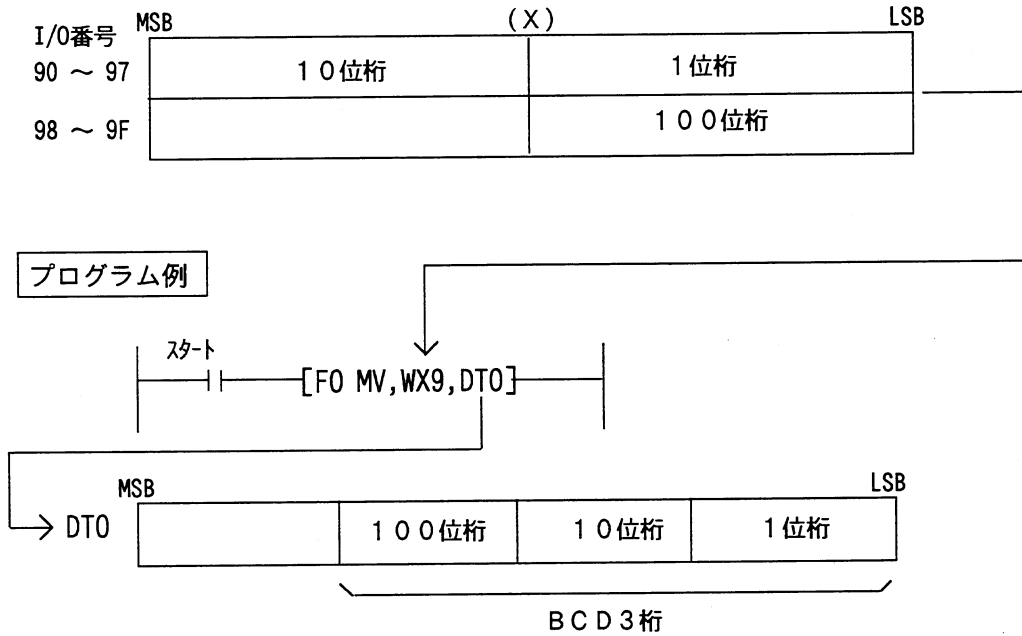 MSB (X) LSB
I/O番号
90 ～ 97 10位桁 1位桁
98 ～ 9F 100位桁
プログラム例
スタート
[F0 MV,WX9,DT0]
MSB LSB
DT0 100位桁 10位桁 1位桁
BCD3桁